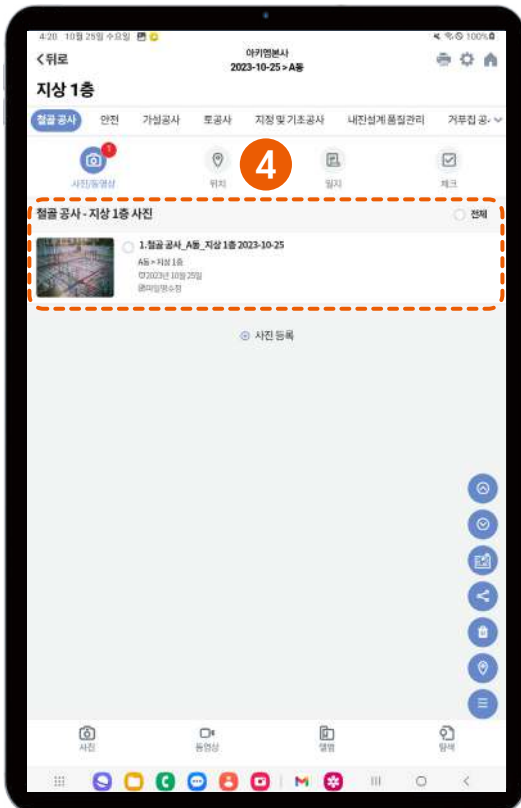 4:20 10월 25일 수요일
100%
뒤로
아키엠본사
2023-10-25 > A동
지상 1층
철골 공사 안전 가설공사 토공사 지정 및 기초공사 내진설계 품질관리 거푸집 공
1
사진/동영상 위치 일지 체크
4
철골 공사 - 지상 1층 사진 전체
1.철골 공사_A동_지상 1층 2023-10-25
A동 > 지상 1층
2023년 10월 25일
파일명수정
사진 등록
사진 동영상 앨범 탐색